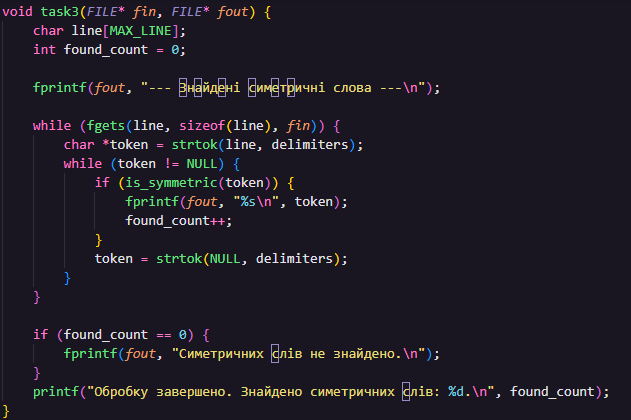 void task3(FILE* fin, FILE* fout) {
    char line[MAX_LINE];
    int found_count = 0;

    fprintf(fout, "--- Знайдені симетричні слова ---\n");

    while (fgets(line, sizeof(line), fin)) {
        char *token = strtok(line, delimiters);
        while (token != NULL) {
            if (is_symmetric(token)) {
                fprintf(fout, "%s\n", token);
                found_count++;
            }
            token = strtok(NULL, delimiters);
        }
    }

    if (found_count == 0) {
        fprintf(fout, "Симетричних слів не знайдено.\n");
    }
    printf("Обробку завершено. Знайдено симетричних слів: %d.\n", found_count);
}